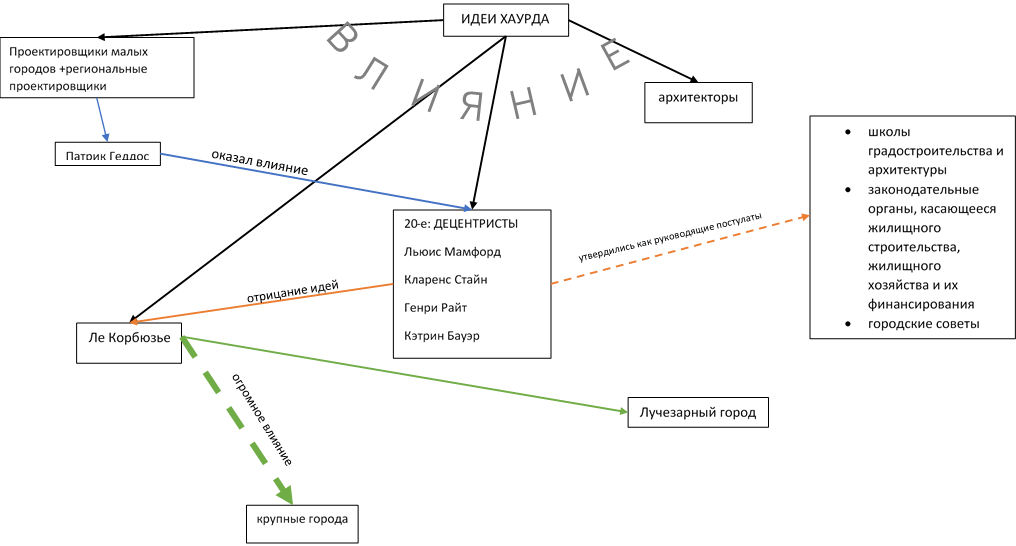 ИДЕИ ХАУРДА
ВЛИЯНИЕ
Проектировщики малых
городов +региональные
проектировщики
архитекторы
Патрик Геддос
оказал влияние
20-е: ДЕЦЕНТРИСТЫ
Льюис Мамфорд
Кларенс Стайн
Генри Райт
Кэтрин Бауэр
утвердились как руководящие постулаты
школы
градостроительства и
архитектуры
законодательные
органы, касающееся
жилищного
строительства,
жилищного
хозяйства и их
финансирования
городские советы
отрицание идей
Ле Корбюзье
огромное влияние
Лучезарный город
крупные города